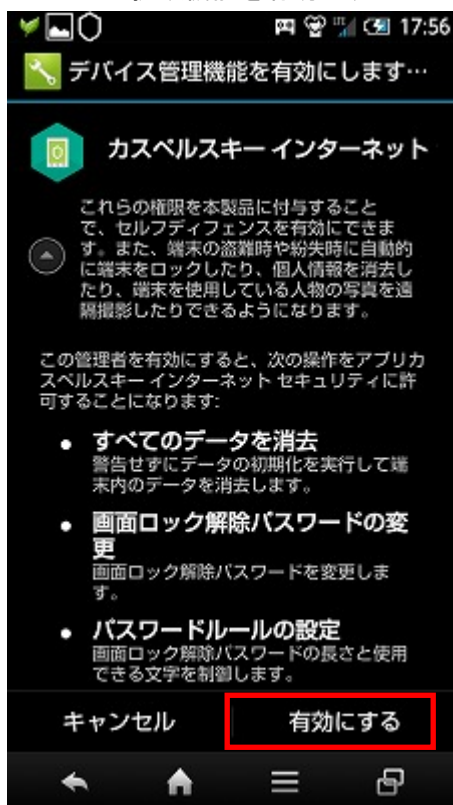 17:56
デバイス管理機能を有効にします…
カスペルスキー インターネット
これらの権限を本製品に付与すること
で、セルフディフェンスを有効にできま
す。また、端末の盗難時や紛失時に自動的
に端末をロックしたり、個人情報を消去し
たり、端末を使用している人物の写真を遠
隔撮影したりできるようになります。
この管理者を有効にすると、次の操作をアプリカ
スペルスキー インターネット セキュリティに許
可することになります:
• すべてのデータを消去
警告せずにデータの初期化を実行して端
末内のデータを消去します。
• 画面ロック解除パスワードの変
更
画面ロック解除パスワードを変更しま
す。
• パスワードルールの設定
画面ロック解除パスワードの長さと使用
できる文字を制御します。
キャンセル 有効にする